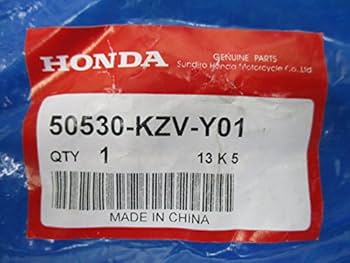 HONDA
GENUINE PARTS
Sundiro Honda Motorcycle Co.Ltd
50530-KZV-Y01
QTY 1 13 K 5
MADE IN CHINA